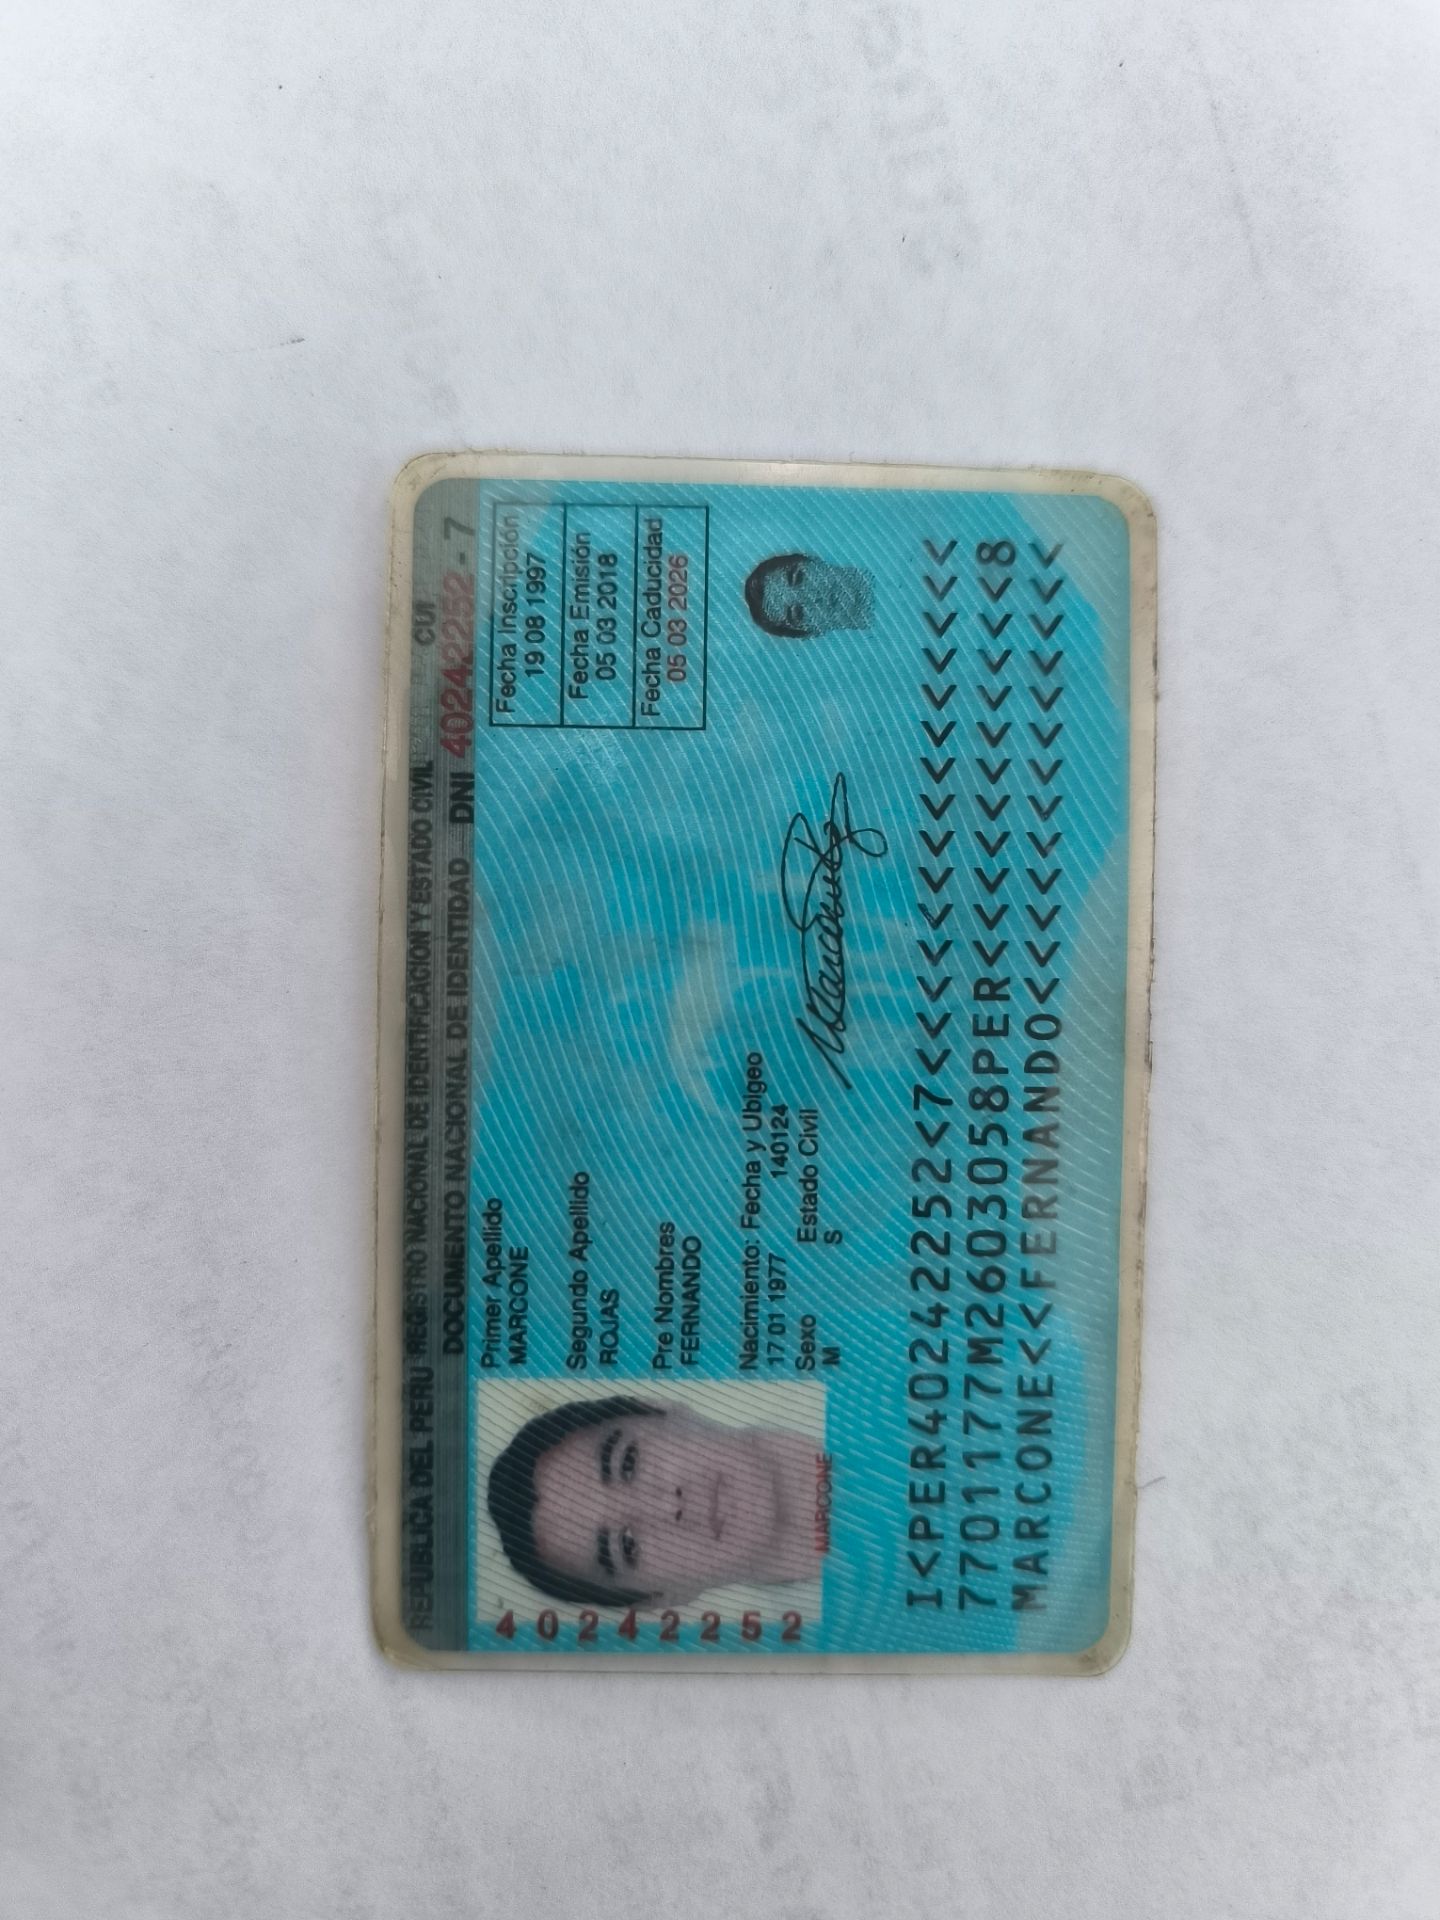 REPUBLICA DEL PERU REGISTRO NACIONAL DE IDENTIFICACION Y ESTADO CIVIL CUI
DOCUMENTO NACIONAL DE IDENTIDAD DNI 40242252 - 7
Primer Apellido
MARCONE
Segundo Apellido
ROJAS
Pre Nombres
FERNANDO
Nacimiento: Fecha y Ubigeo
17 01 1977 140124
Sexo Estado Civil
M S
Fecha Inscripción
19 08 1997
Fecha Emisión
05 03 2018
Fecha Caducidad
05 03 2026
40242252
MARCONE
I<PER40242252<7<<<<<<<<<<<<<<<
7701177M2603058PER<<<<<<<<<<<8
MARCONE<<FERNANDO<<<<<<<<<<<<<